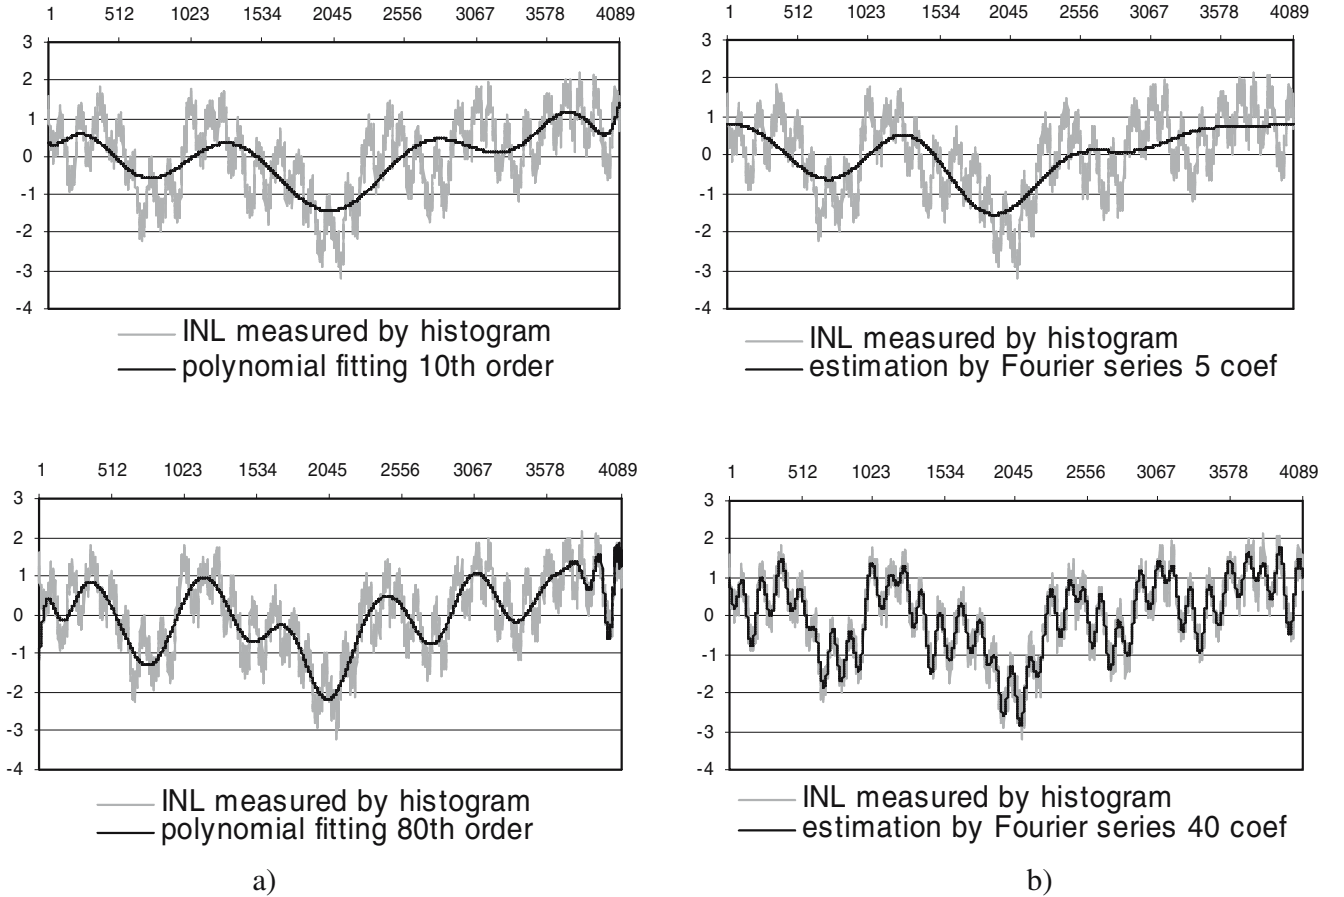 1 512 1023 1534 2045 2556 3067 3578 4089
3
2
1
0
-1
-2
-3
-4
INL measured by histogram
polynomial fitting 10th order
1 512 1023 1534 2045 2556 3067 3578 4089
3
2
1
0
-1
-2
-3
-4
INL measured by histogram
estimation by Fourier series 5 coef
1 512 1023 1534 2045 2556 3067 3578 4089
3
2
1
0
-1
-2
-3
-4
INL measured by histogram
polynomial fitting 80th order
1 512 1023 1534 2045 2556 3067 3578 4089
3
2
1
0
-1
-2
-3
-4
INL measured by histogram
estimation by Fourier series 40 coef
a)
b)